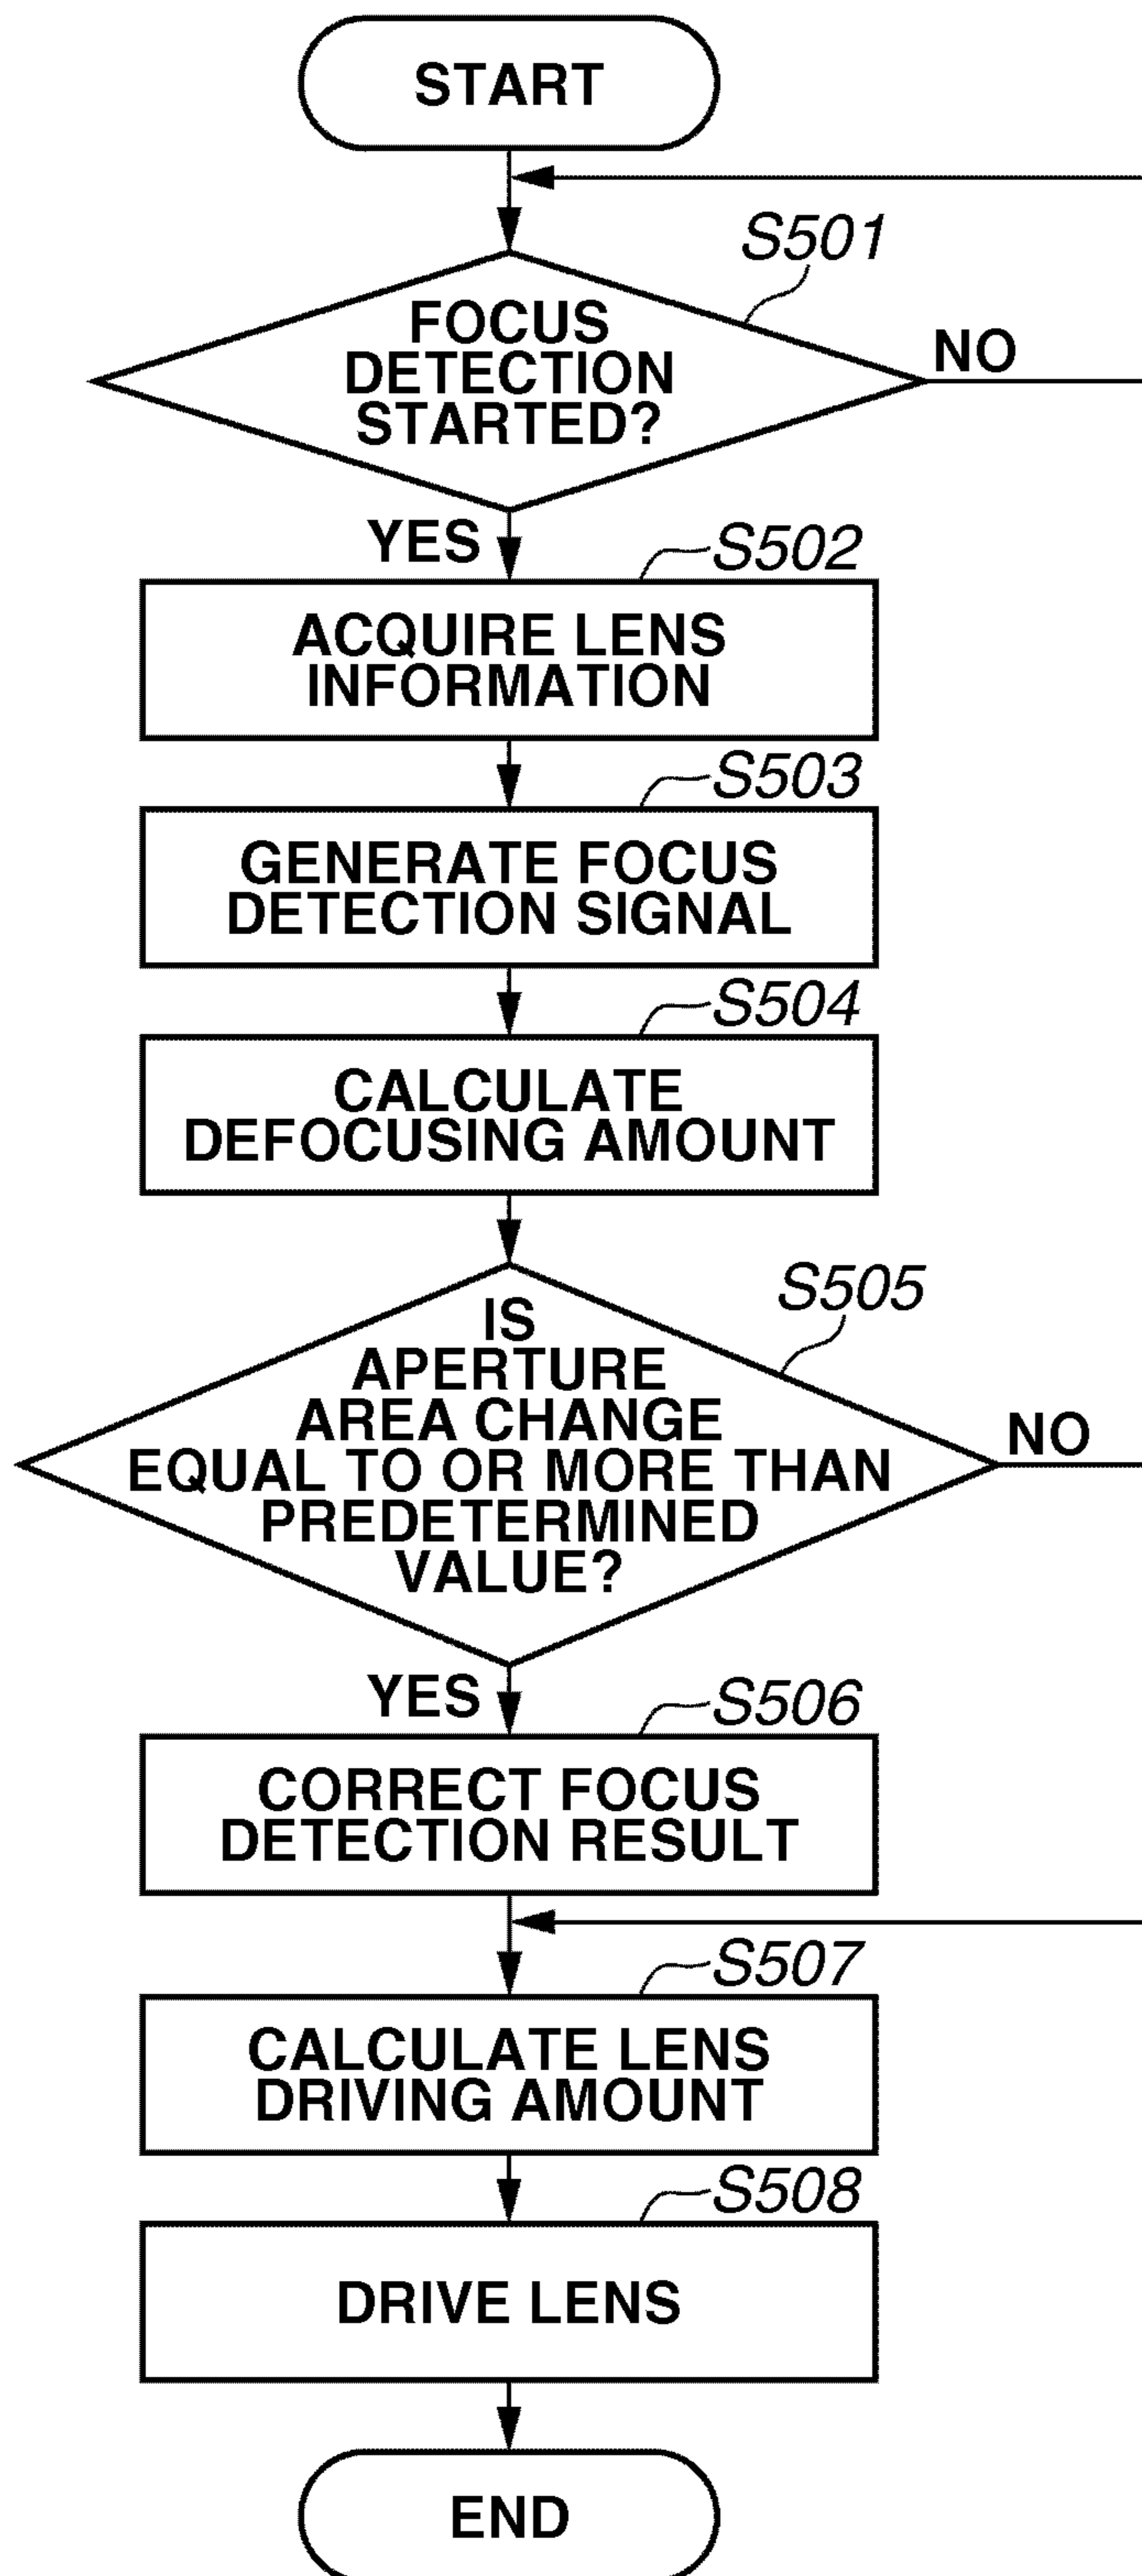 START
S501
FOCUS
DETECTION
STARTED?
NO
YES
S502
ACQUIRE LENS
INFORMATION
S503
GENERATE FOCUS
DETECTION SIGNAL
S504
CALCULATE
DEFOCUSING AMOUNT
S505
IS
APERTURE
AREA CHANGE
EQUAL TO OR MORE THAN
PREDETERMINED
VALUE?
NO
YES
S506
CORRECT FOCUS
DETECTION RESULT
S507
CALCULATE LENS
DRIVING AMOUNT
S508
DRIVE LENS
END